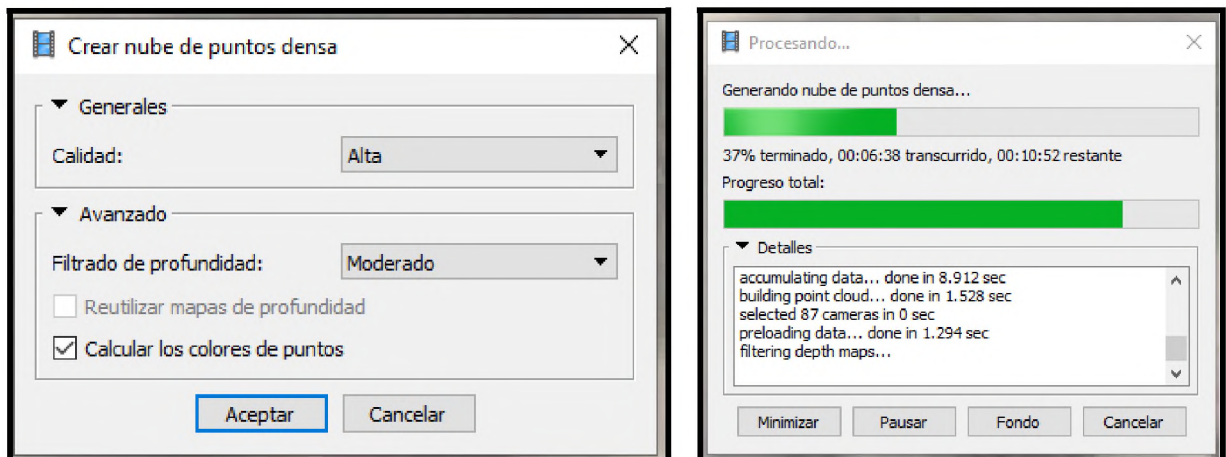 Crear nube de puntos densa
Generales
Calidad:
Alta
Avanzado
Filtrado de profundidad:
Moderado
Reutilizar mapas de profundidad
Calcular los colores de puntos
Aceptar
Cancelar
Procesando...
Generando nube de puntos densa...
37% terminado, 00:06:38 transcurrido, 00:10:52 restante
Progreso total:
Detalles
accumulating data... done in 8.912 sec
building point cloud... done in 1.528 sec
selected 87 cameras in 0 sec
preloading data... done in 1.294 sec
filtering depth maps...
Minimizar
Pausar
Fondo
Cancelar